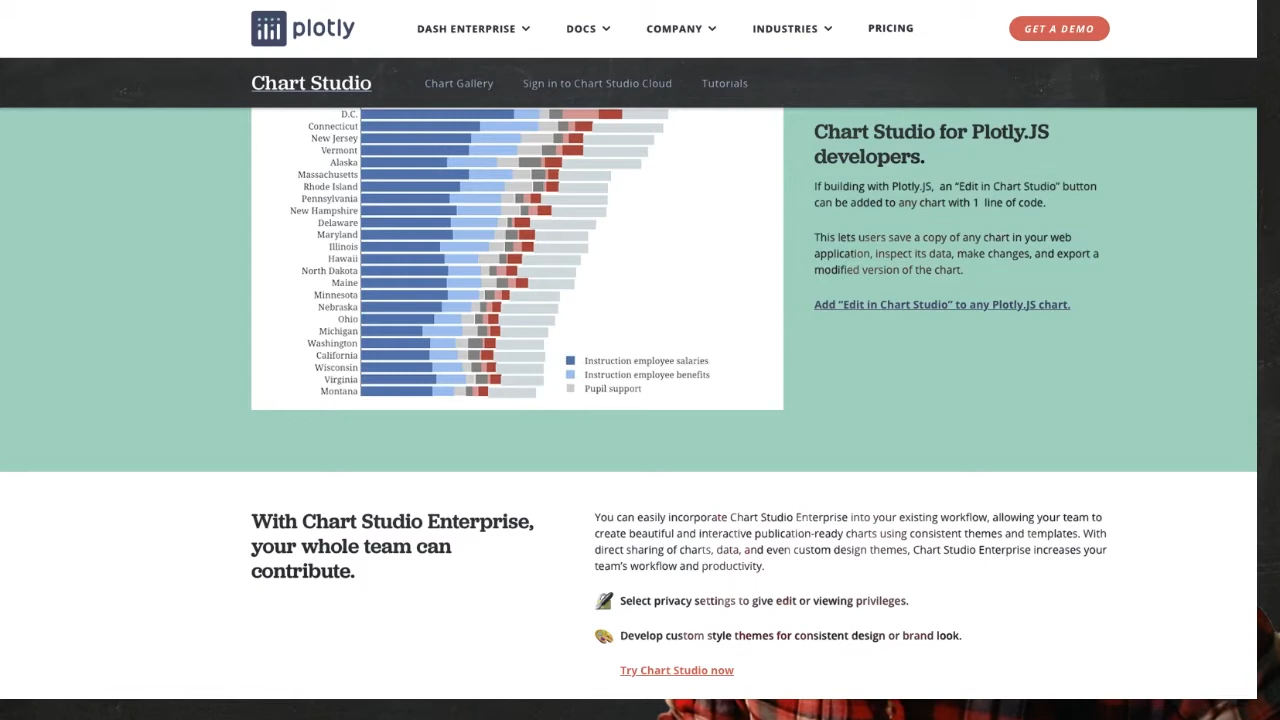 plotly
DASH ENTERPRISE
DOCS
COMPANY
INDUSTRIES
PRICING
GET A DEMO
Chart Studio
Chart Gallery
Sign in to Chart Studio Cloud
Tutorials
D.C.
Connecticut
New Jersey
Vermont
Alaska
Massachusetts
Rhode Island
Pennsylvania
New Hampshire
Delaware
Maryland
Illinois
Hawaii
North Dakota
Maine
Minnesota
Nebraska
Ohio
Michigan
Washington
California
Wisconsin
Virginia
Montana
Instruction employee salaries
Instruction employee benefits
Pupil support
Chart Studio for Plotly.JS
developers.
If building with Plotly.JS, an “Edit in Chart Studio” button
can be added to any chart with 1 line of code.
This lets users save a copy of any chart in your web
application, inspect its data, make changes, and export a
modified version of the chart.
Add “Edit in Chart Studio” to any Plotly.JS chart.
With Chart Studio Enterprise,
your whole team can
contribute.
You can easily incorporate Chart Studio Enterprise into your existing workflow, allowing your team to
create beautiful and interactive publication-ready charts using consistent themes and templates. With
direct sharing of charts, data, and even custom design themes, Chart Studio Enterprise increases your
team’s workflow and productivity.
Select privacy settings to give edit or viewing privileges.
Develop custom style themes for consistent design or brand look.
Try Chart Studio now